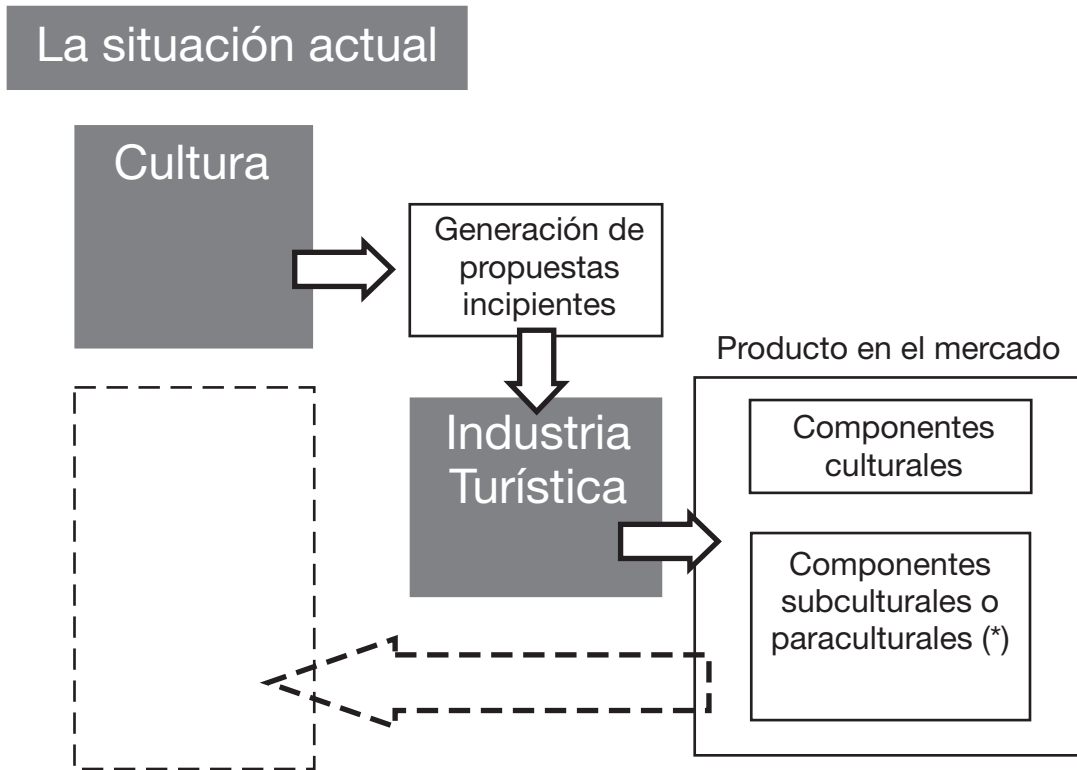 La situación actual
Cultura
Generación de
propuestas
incipientes
Producto en el mercado
Industria
Turística
Componentes
culturales
Componentes
subculturales o
paraculturales (*)